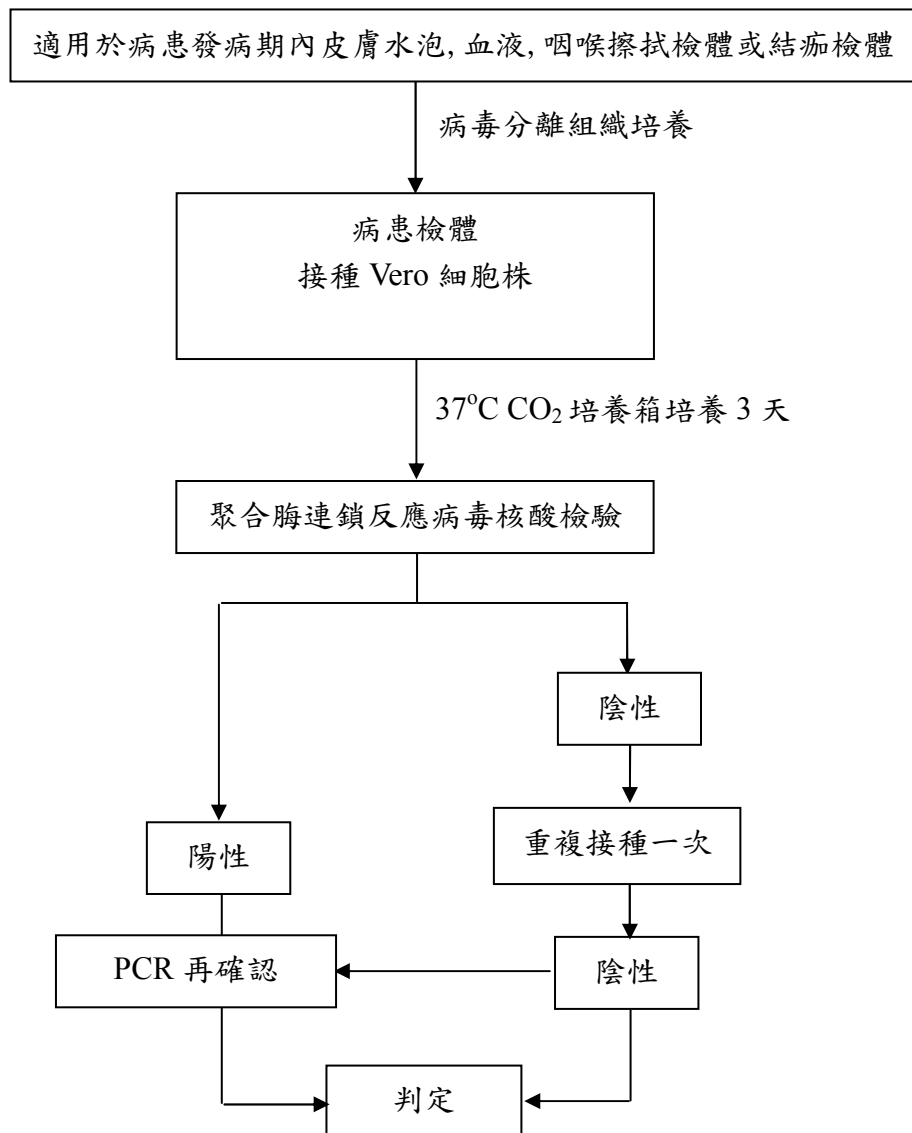 適用於病患發病期內皮膚水泡, 血液, 咽喉擦拭檢體或結痂檢體
病毒分離組織培養
病患檢體
接種 Vero 細胞株
37°C CO₂ 培養箱培養 3 天
聚合脢連鎖反應病毒核酸檢驗
陰性
陽性
重複接種一次
PCR 再確認
陰性
判定